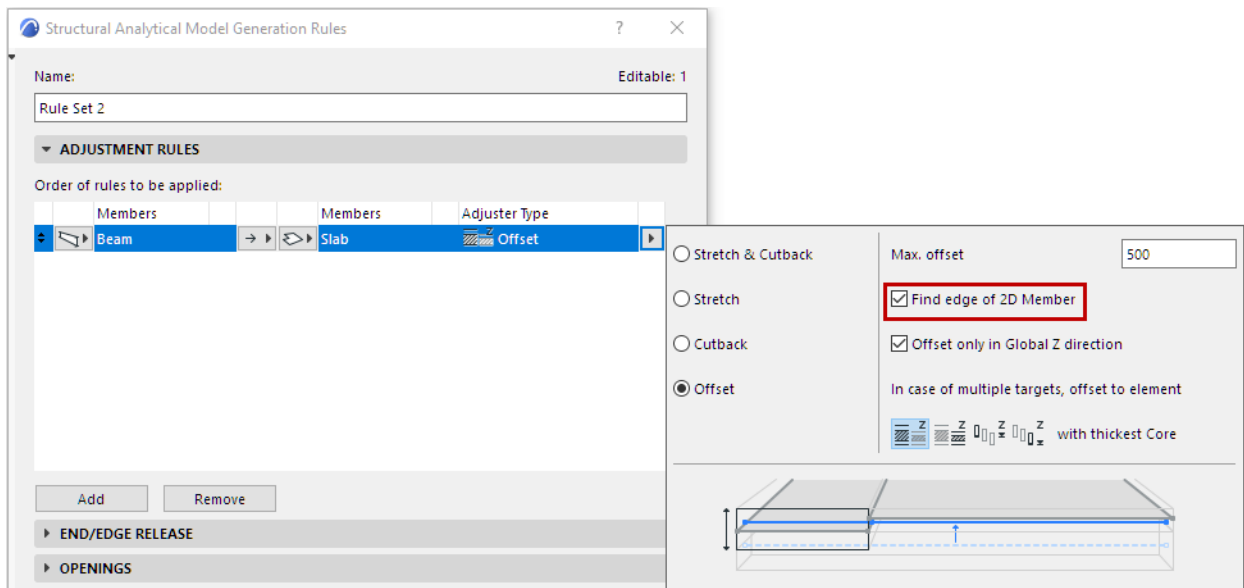 Structural Analytical Model Generation Rules ?
Name: Editable: 1
Rule Set 2
ADJUSTMENT RULES
Order of rules to be applied:
Members Members Adjuster Type
Beam Slab Z Offset
Stretch & Cutback Max. offset 500
Stretch Find edge of 2D Member
Cutback Offset only in Global Z direction
Offset In case of multiple targets, offset to element
Z Z Z Z with thickest Core
Add Remove
END/EDGE RELEASE
OPENINGS